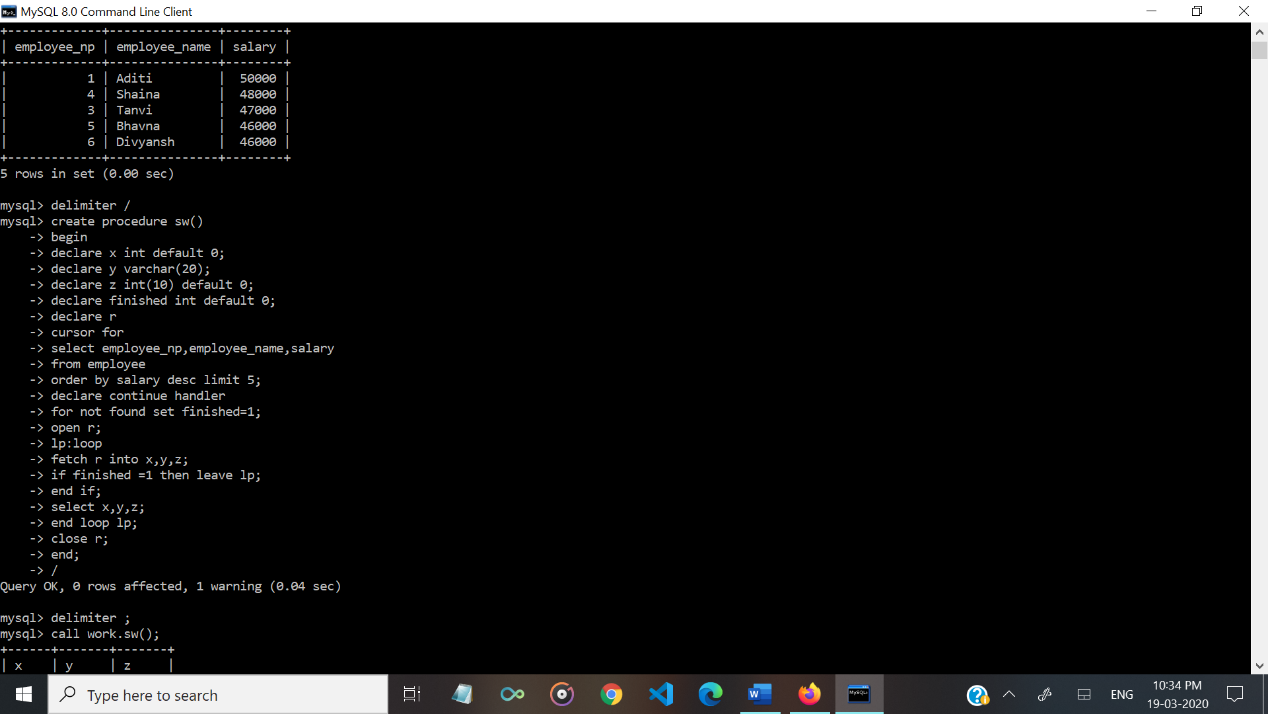 MySQL 8.0 Command Line Client
+-------------+---------------+--------+
| employee_np | employee_name | salary |
+-------------+---------------+--------+
|           1 | Aditi         |  50000 |
|           4 | Shaina        |  48000 |
|           3 | Tanvi         |  47000 |
|           5 | Bhavna        |  46000 |
|           6 | Divyansh      |  46000 |
+-------------+---------------+--------+
5 rows in set (0.00 sec)

mysql> delimiter /
mysql> create procedure sw()
    -> begin
    -> declare x int default 0;
    -> declare y varchar(20);
    -> declare z int(10) default 0;
    -> declare finished int default 0;
    -> declare r
    -> cursor for
    -> select employee_np,employee_name,salary
    -> from employee
    -> order by salary desc limit 5;
    -> declare continue handler
    -> for not found set finished=1;
    -> open r;
    -> lp:loop
    -> fetch r into x,y,z;
    -> if finished =1 then leave lp;
    -> end if;
    -> select x,y,z;
    -> end loop lp;
    -> close r;
    -> end;
    -> /
Query OK, 0 rows affected, 1 warning (0.04 sec)

mysql> delimiter ;
mysql> call work.sw();
+------+-------+-------+
| x    | y     | z     |
Type here to search
W
MySQL
ENG
10:34 PM
19-03-2020